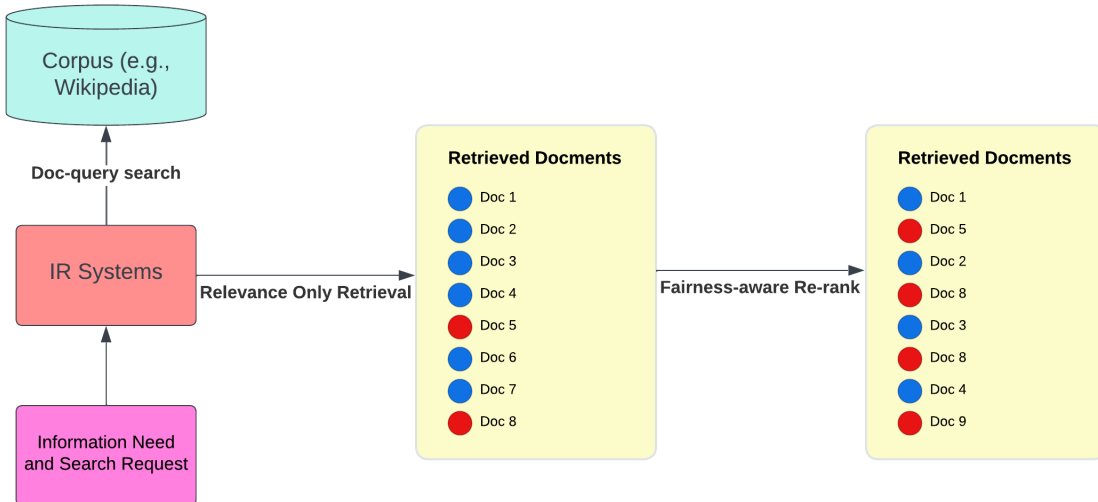 Corpus (e.g.,
Wikipedia)
Doc-query search
IR Systems
Information Need
and Search Request
Relevance Only Retrieval
Retrieved Docments
Doc 1
Doc 2
Doc 3
Doc 4
Doc 5
Doc 6
Doc 7
Doc 8
Fairness-aware Re-rank
Retrieved Docments
Doc 1
Doc 5
Doc 2
Doc 8
Doc 3
Doc 8
Doc 4
Doc 9